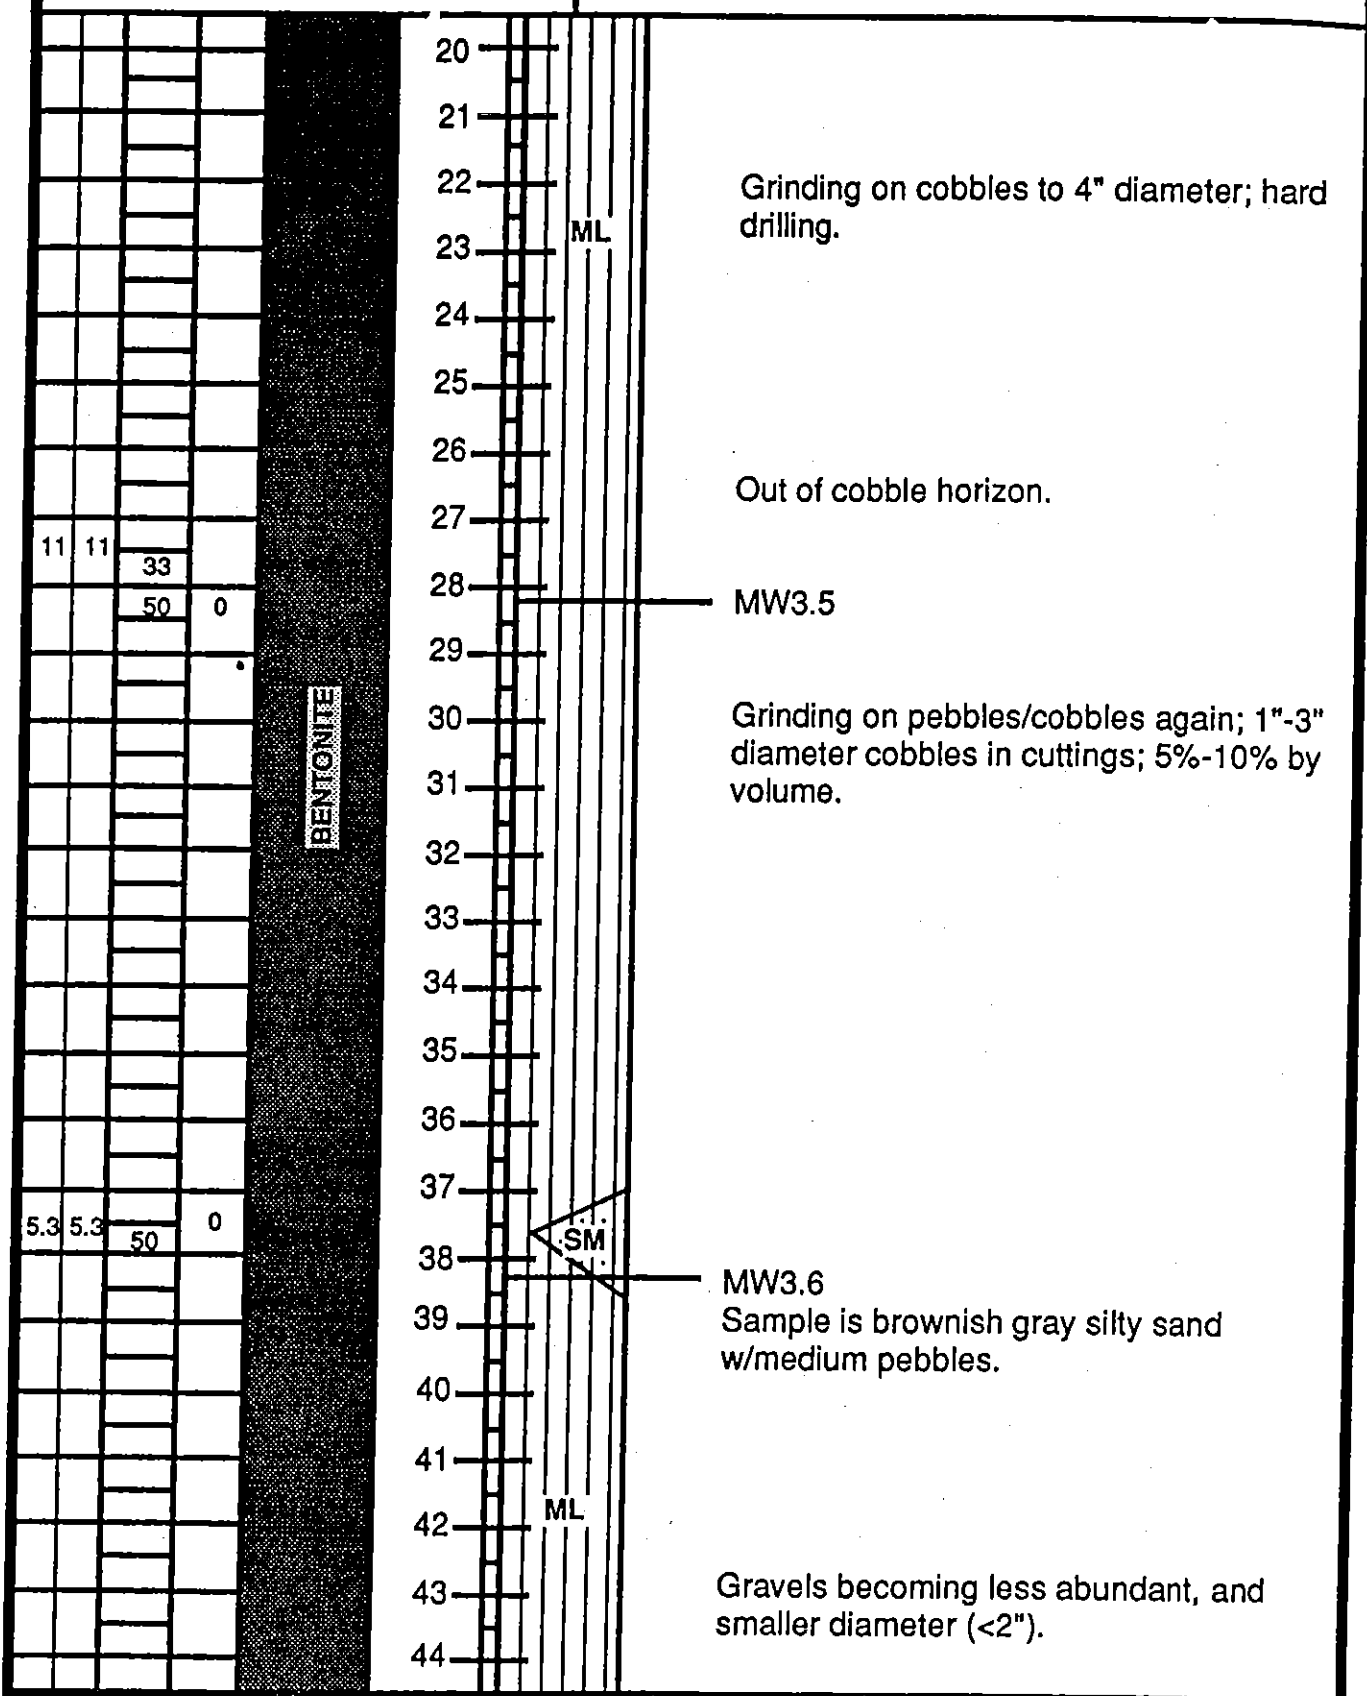 20
21
22
Grinding on cobbles to 4" diameter; hard
drilling.
ML
23
24
25
26
Out of cobble horizon.
27
11 11
33
28
50 0
MW3.5
29
BENTONITE
30
Grinding on pebbles/cobbles again; 1"-3"
diameter cobbles in cuttings; 5%-10% by
volume.
31
32
33
34
35
36
37
5.3 5.3 50 0
SM
38
MW3.6
Sample is brownish gray silty sand
w/medium pebbles.
39
40
41
ML
42
43
Gravels becoming less abundant, and
smaller diameter (<2").
44